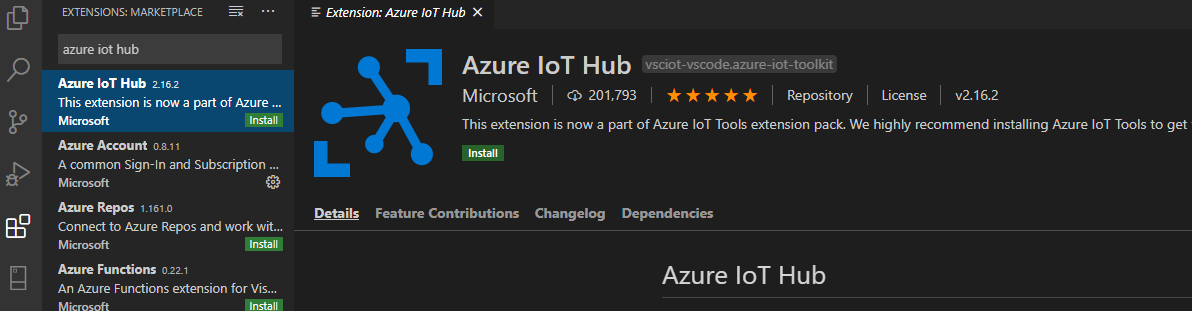 EXTENSIONS: MARKETPLACE
azure iot hub
Azure IoT Hub 2.16.2
This extension is now a part of Azure ...
Microsoft Install
Azure Account 0.8.11
A common Sign-In and Subscription ...
Microsoft
Azure Repos 1.161.0
Connect to Azure Repos and work wit...
Microsoft Install
Azure Functions 0.22.1
An Azure Functions extension for Vis...
Microsoft Install
Extension: Azure IoT Hub
Azure IoT Hub vsciot-vscode.azure-iot-toolkit
Microsoft 201,793 Repository License v2.16.2
This extension is now a part of Azure IoT Tools extension pack. We highly recommend installing Azure IoT Tools to get
Install
Details Feature Contributions Changelog Dependencies
Azure IoT Hub